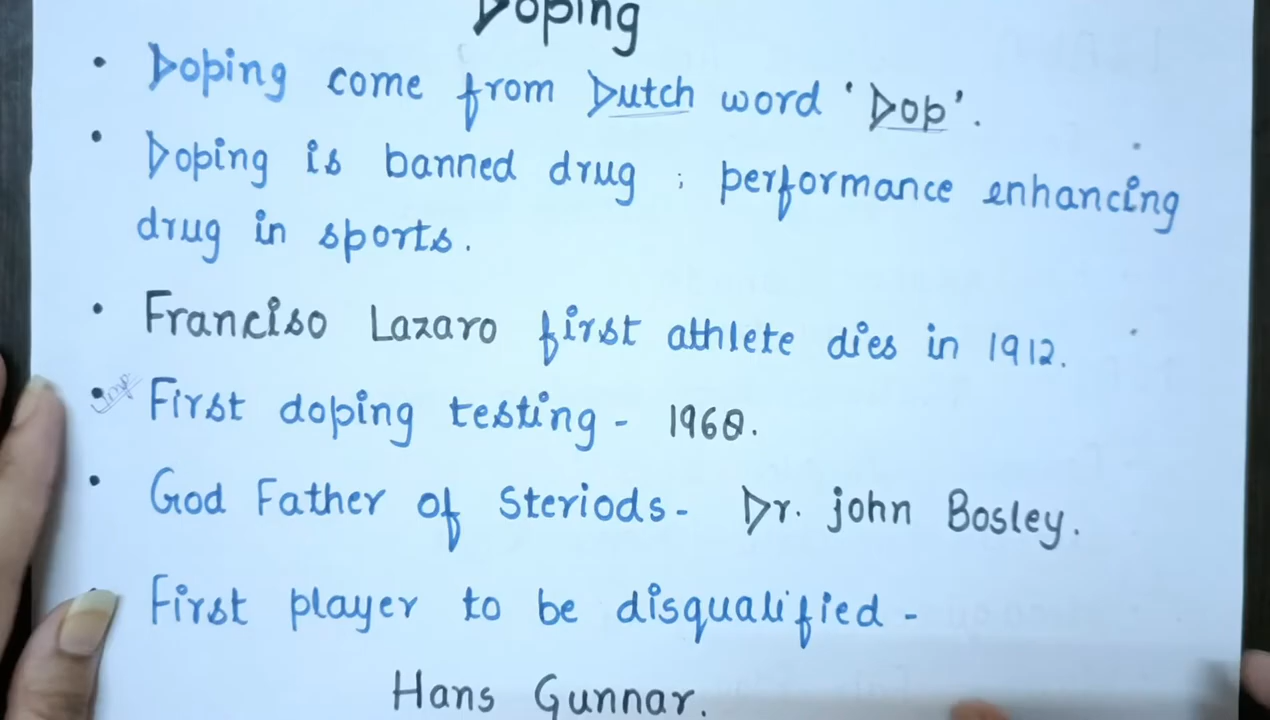 Doping
• Doping come from Dutch word 'Dop'.
• Doping is banned drug ; performance enhancing
drug in sports.
• Franciso Lazaro first athlete dies in 1912.
Imp • First doping testing - 1968.
• God Father of Steriods - Dr. john Bosley.
• First player to be disqualified -
Hans Gunnar.